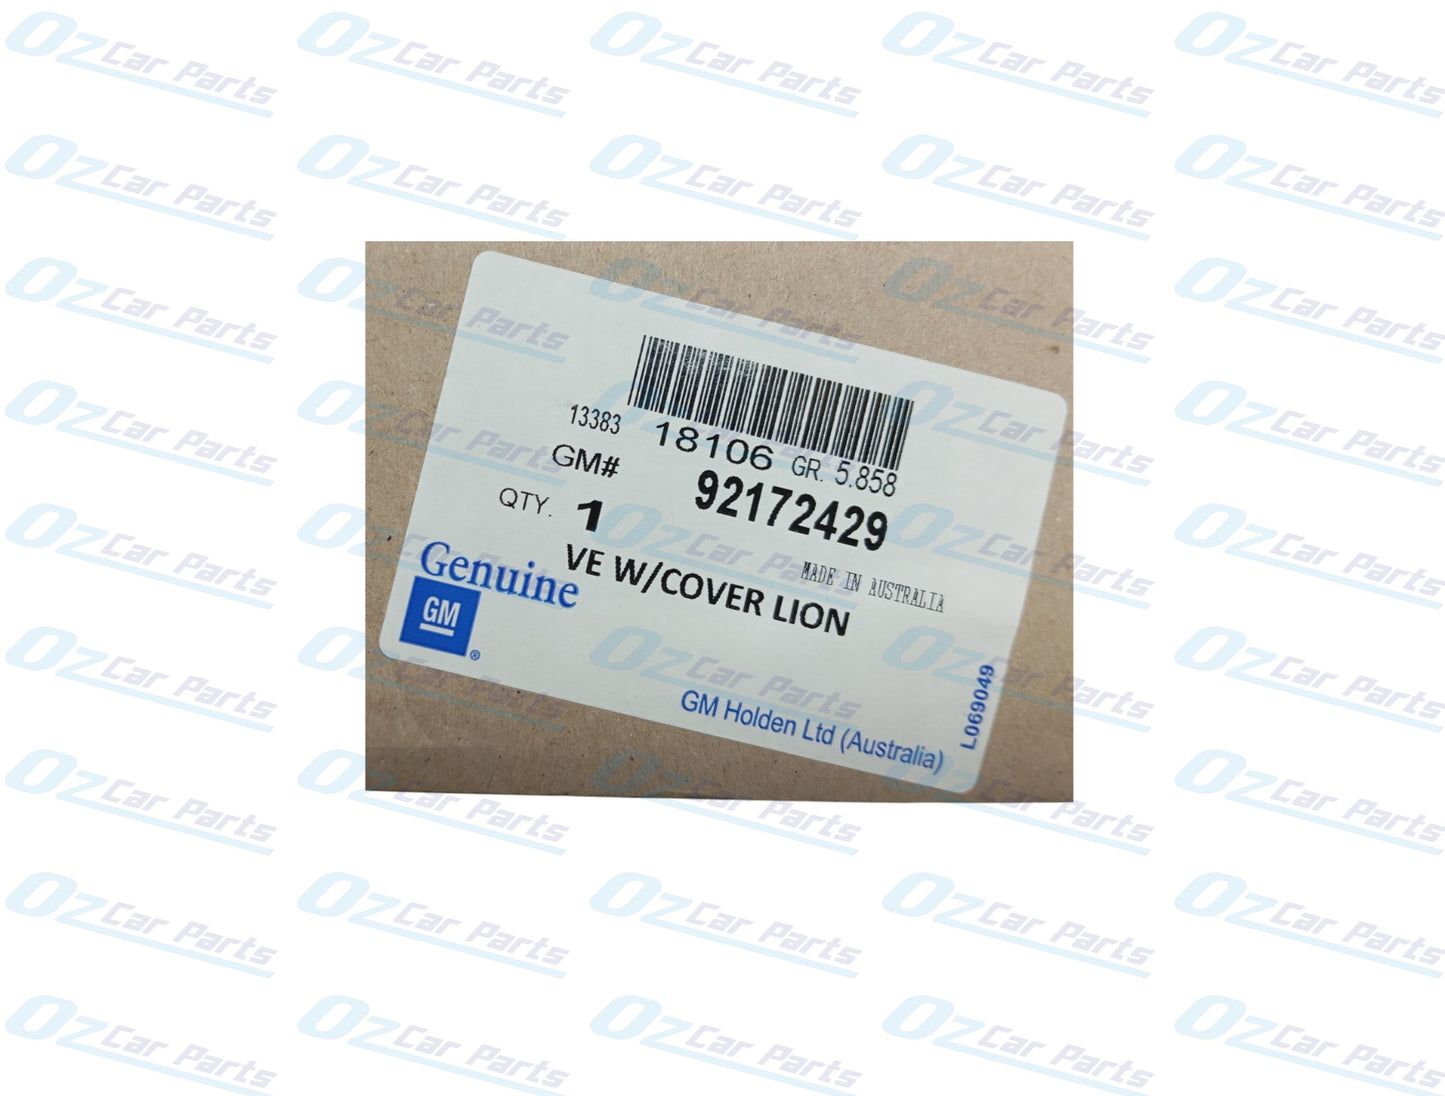 13383
18106 GR. 5.858
GM# 92172429
QTY. 1
MADE IN AUSTRALIA
VE W/COVER LION
Genuine
GM
®
GM Holden Ltd (Australia)
L069049
Oz Car Parts